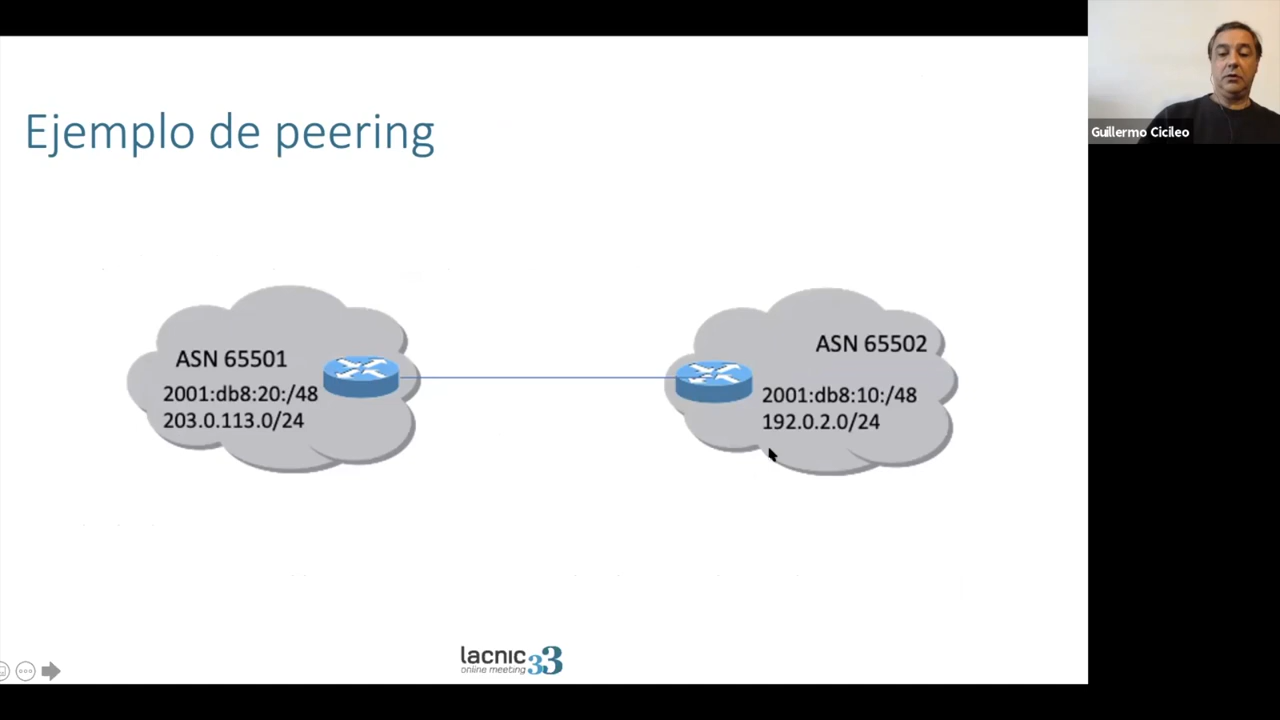 Ejemplo de peering
Guillermo Cicileo
ASN 65501
2001:db8:20:/48
203.0.113.0/24
ASN 65502
2001:db8:10:/48
192.0.2.0/24
lacnic 33
online meeting